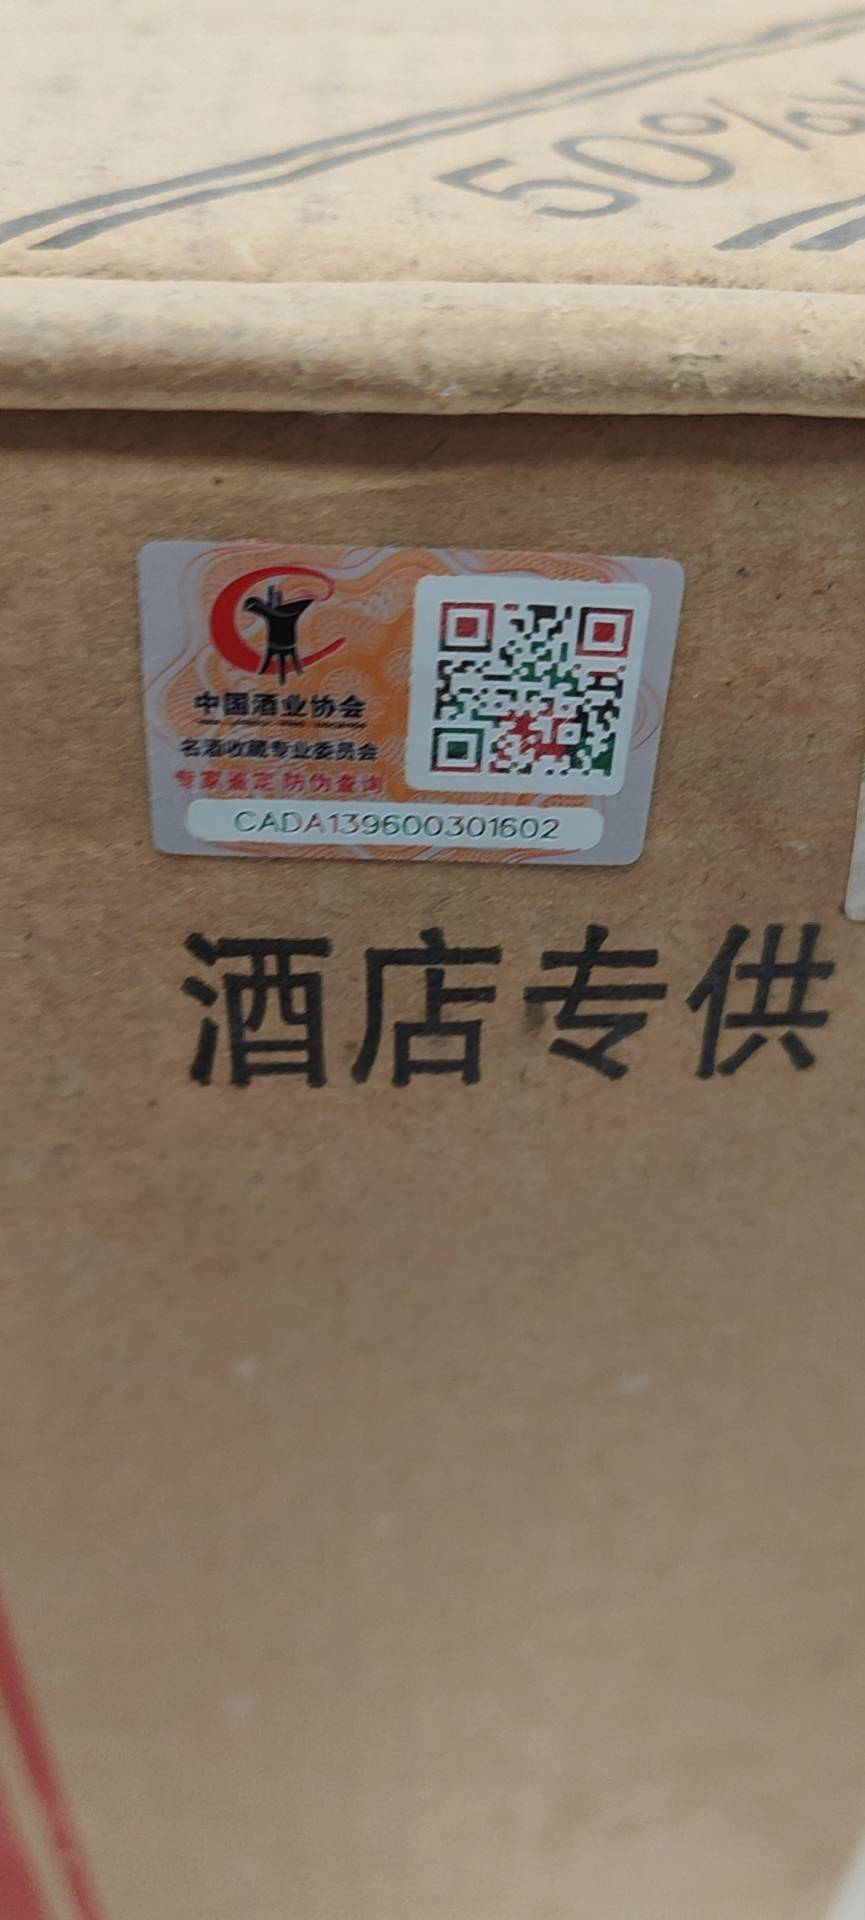 50%v
中国酒业协会
名酒收藏专业委员会
专家鉴定 防伪查询
CADA139600301602
酒店专供